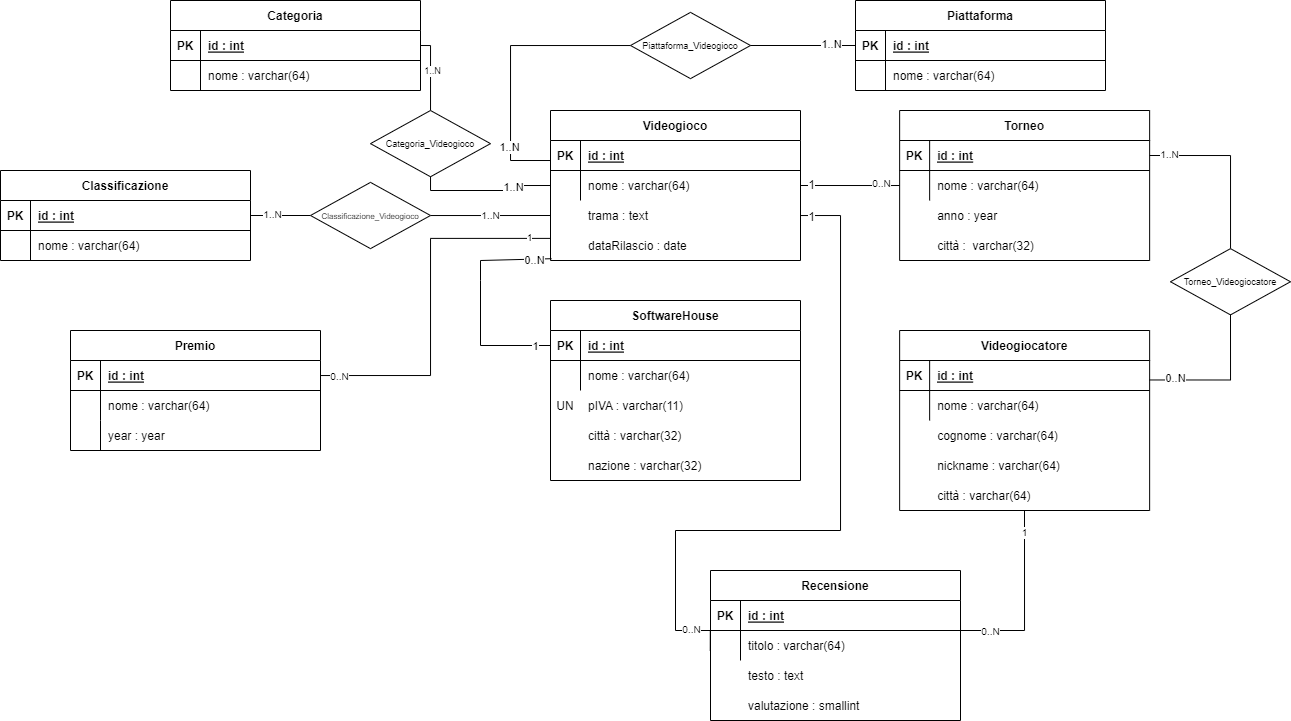 Categoria
PK id : int
nome : varchar(64)
1..N
Categoria_Videogioco
1..N
Piattaforma_Videogioco
1..N
1..N
Piattaforma
PK id : int
nome : varchar(64)
Videogioco
PK id : int
nome : varchar(64)
trama : text
dataRilascio : date
Torneo
PK id : int
nome : varchar(64)
anno : year
città : varchar(32)
1
0..N
1..N
Torneo_Videogiocatore
0..N
Classificazione
PK id : int
nome : varchar(64)
1..N
Classificazione_Videogioco
1..N
1
0..N
1
Premio
PK id : int
nome : varchar(64)
year : year
0..N
1
SoftwareHouse
PK id : int
nome : varchar(64)
UN pIVA : varchar(11)
città : varchar(32)
nazione : varchar(32)
Videogiocatore
PK id : int
nome : varchar(64)
cognome : varchar(64)
nickname : varchar(64)
città : varchar(64)
1
Recensione
PK id : int
titolo : varchar(64)
testo : text
valutazione : smallint
0..N
0..N